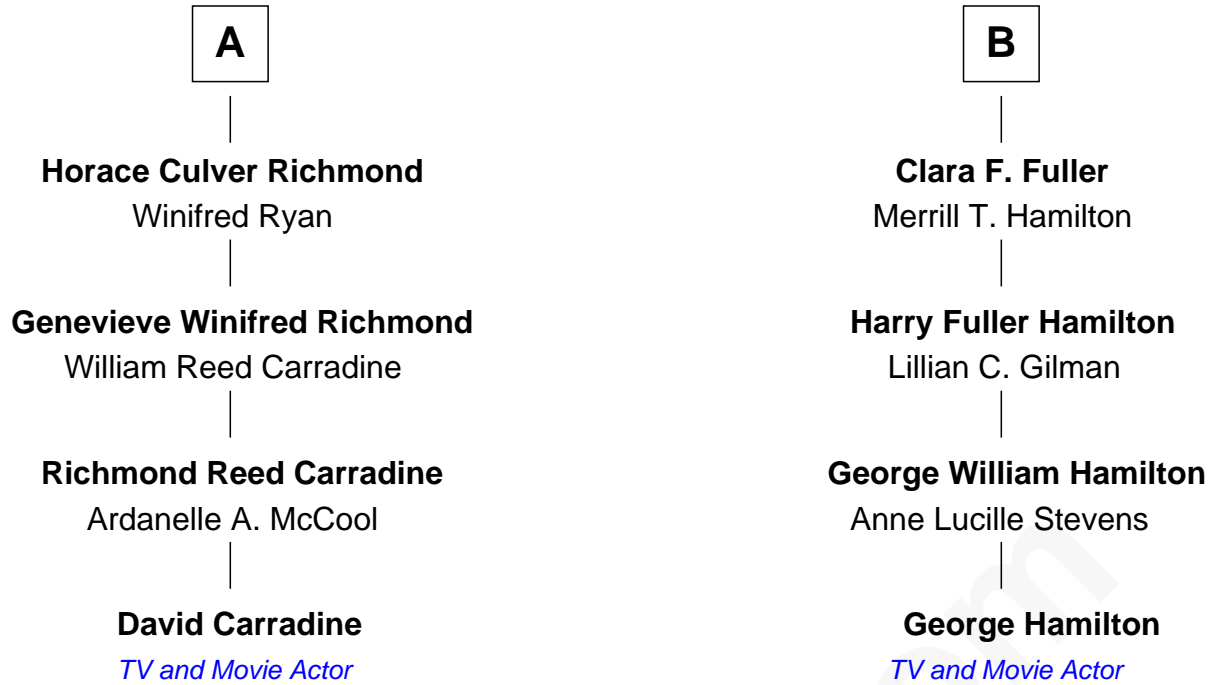 A
Horace Culver Richmond
Winifred Ryan
Genevieve Winifred Richmond
William Reed Carradine
Richmond Reed Carradine
Ardanelle A. McCool
David Carradine
TV and Movie Actor
B
Clara F. Fuller
Merrill T. Hamilton
Harry Fuller Hamilton
Lillian C. Gilman
George William Hamilton
Anne Lucille Stevens
George Hamilton
TV and Movie Actor